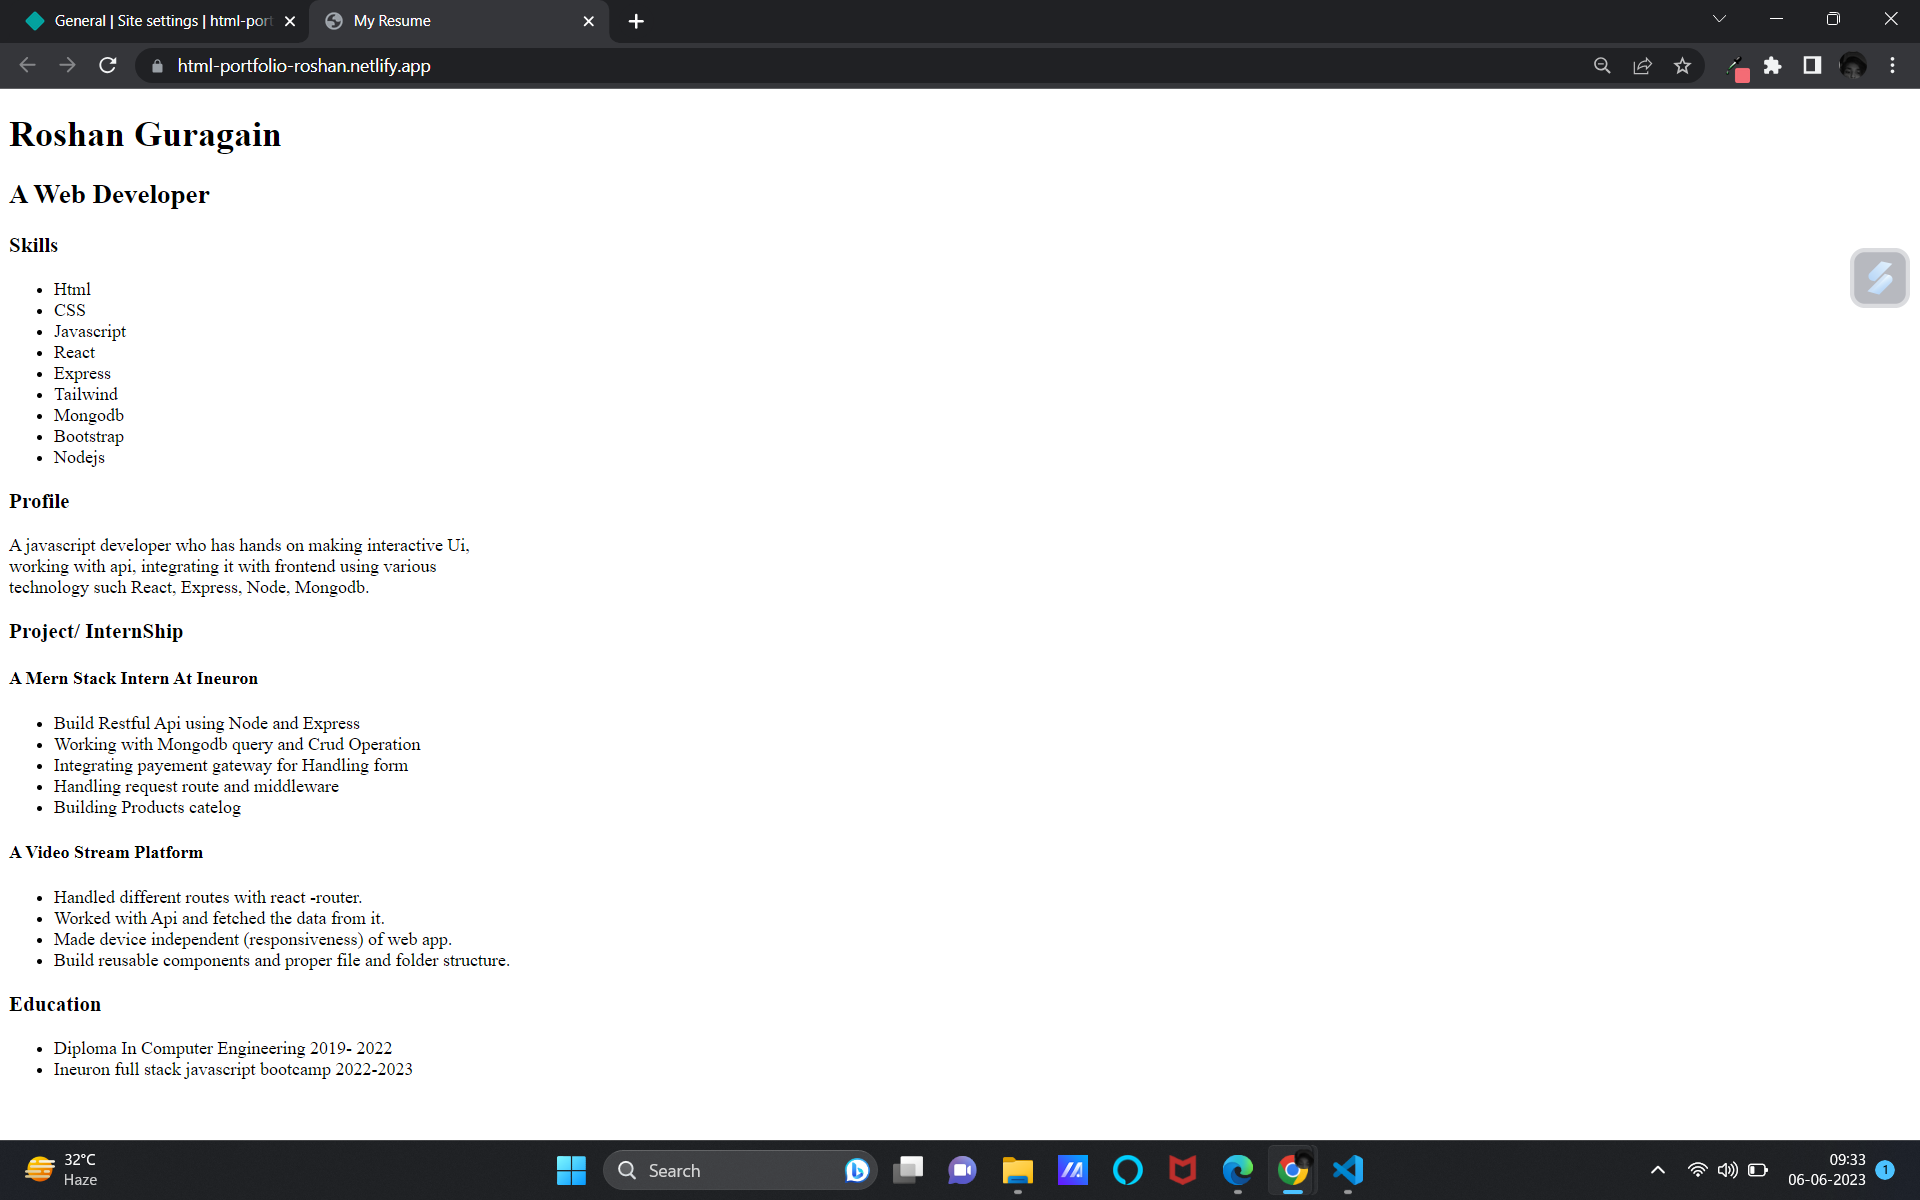 General | Site settings | html-port
My Resume
html-portfolio-roshan.netlify.app
Roshan Guragain
A Web Developer
Skills
Html
CSS
Javascript
React
Express
Tailwind
Mongodb
Bootstrap
Nodejs
Profile
A javascript developer who has hands on making interactive Ui,
working with api, integrating it with frontend using various
technology such React, Express, Node, Mongodb.
Project/ InternShip
A Mern Stack Intern At Ineuron
Build Restful Api using Node and Express
Working with Mongodb query and Crud Operation
Integrating payement gateway for Handling form
Handling request route and middleware
Building Products catelog
A Video Stream Platform
Handled different routes with react -router.
Worked with Api and fetched the data from it.
Made device independent (responsiveness) of web app.
Build reusable components and proper file and folder structure.
Education
Diploma In Computer Engineering 2019- 2022
Ineuron full stack javascript bootcamp 2022-2023
32°C
Haze
Search
09:33
06-06-2023
1